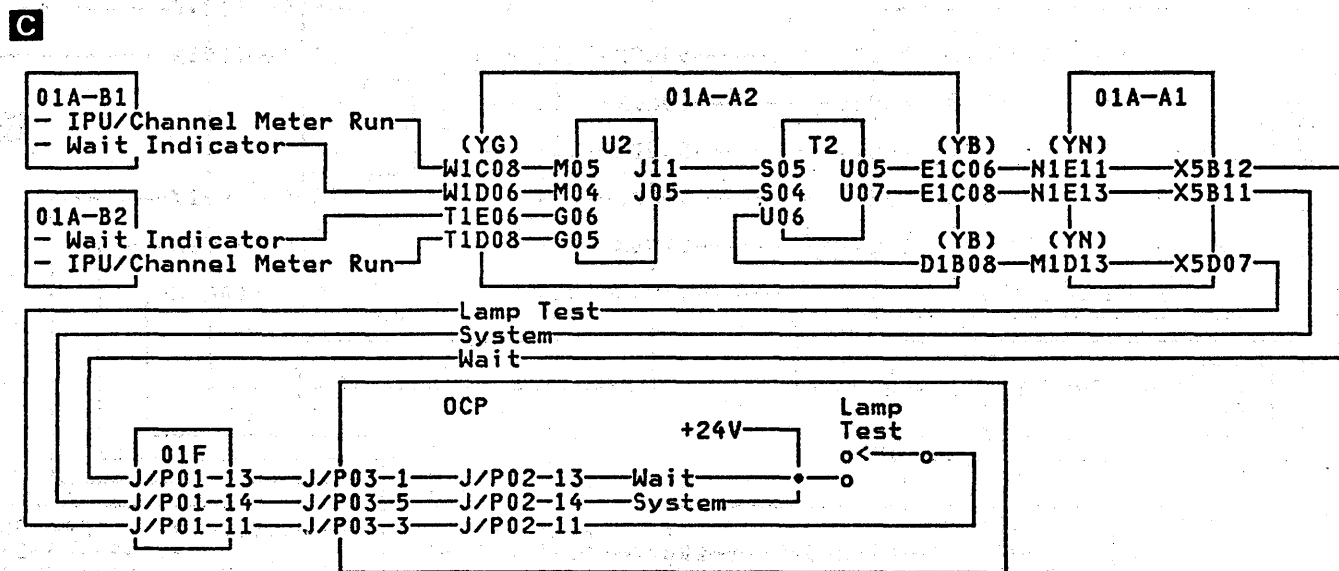 C
01A-B1 01A-A2 01A-A1
- IPU/Channel Meter Run
- Wait Indicator (YG) U2 T2 (YB) (YN)
W1C08 M05 J11 S05 U05 E1C06 N1E11 X5B12
W1D06 M04 J05 S04 U07 E1C08 N1E13 X5B11
01A-B2 T1E06 G06 U06
- Wait Indicator T1D08 G05 (YB) (YN)
- IPU/Channel Meter Run D1B08 M1D13 X5D07
Lamp Test
System
Wait
OCP Lamp
+24V Test
01F
J/P01-13 J/P03-1 J/P02-13 Wait
J/P01-14 J/P03-5 J/P02-14 System
J/P01-11 J/P03-3 J/P02-11